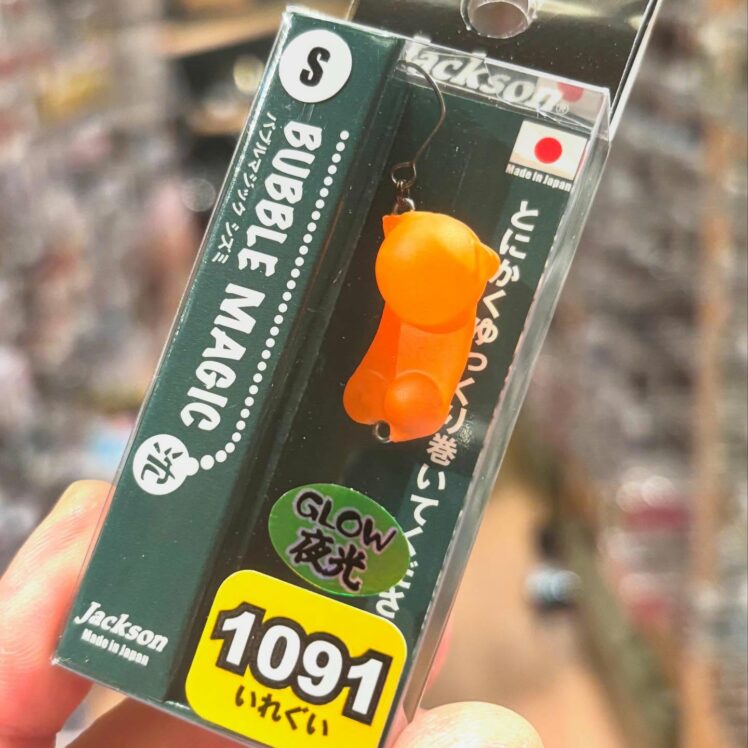 S
BUBBLE MAGIC
バブルマジック シズミ
沈
Jackson
Made in Japan
Jackson®
Made in Japan
とにかくゆっくり巻いてくださ
GLOW
夜光
1091
いれぐい